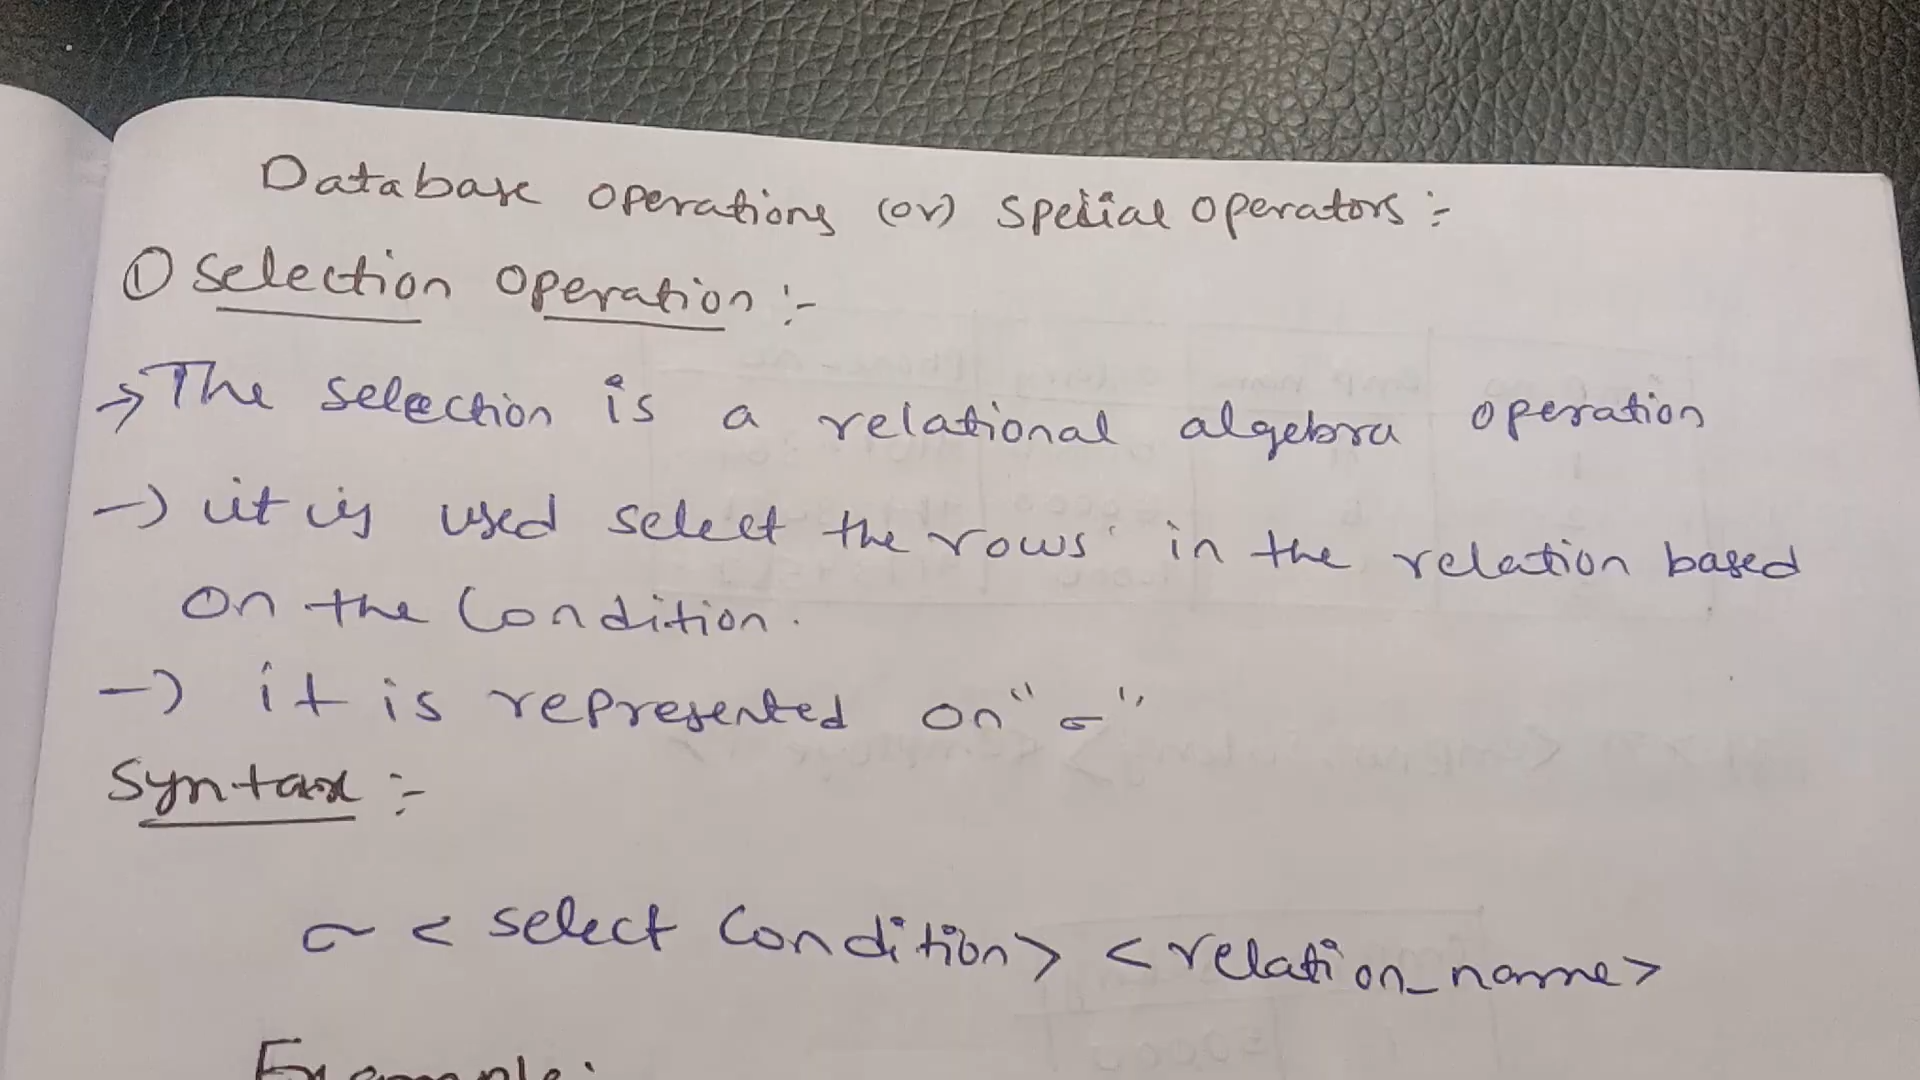 Database operations (or) special operators :-
① Selection operation :-
→ The selection is a relational algebra operation
→ it is used select the rows in the relation based
on the Condition.
→ it is represented on "σ"
Syntax :-
σ < select Condition> <relation_name>
Example: